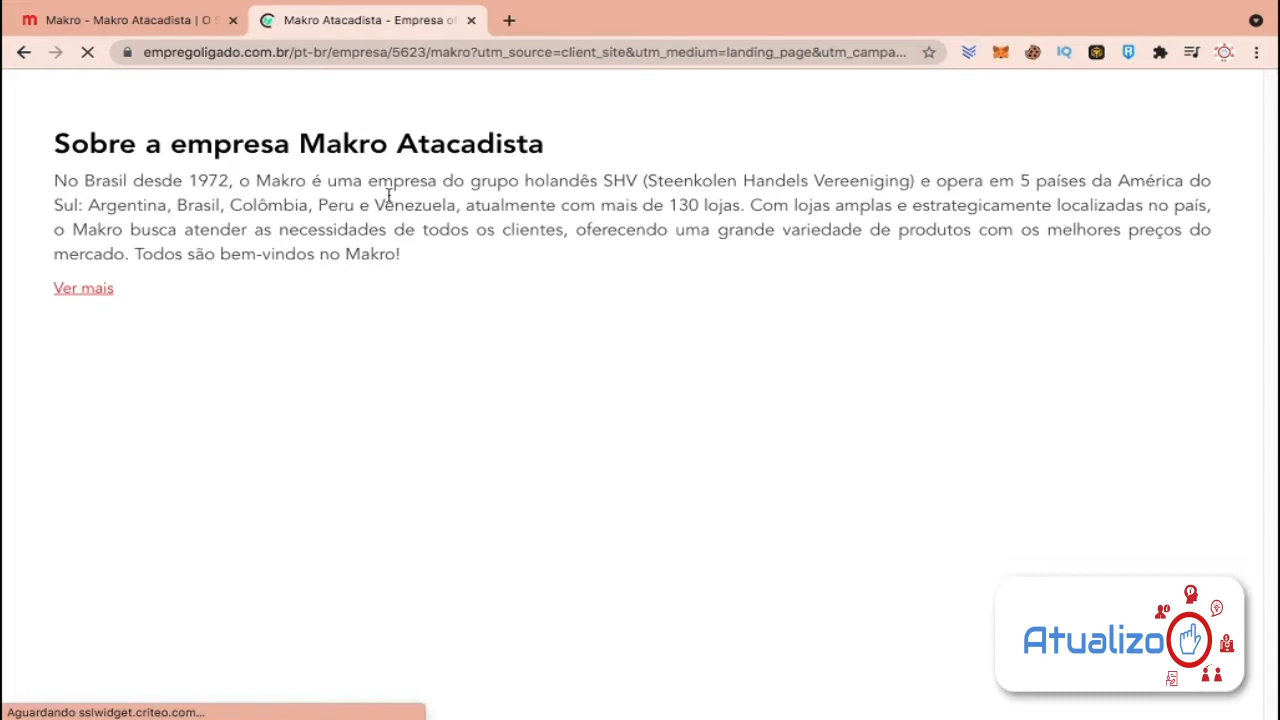 Makro - Makro Atacadista | O S
Makro Atacadista - Empresa of
empregoligado.com.br/pt-br/empresa/5623/makro?utm_source=client_site&utm_medium=landing_page&utm_campa...
Sobre a empresa Makro Atacadista
No Brasil desde 1972, o Makro é uma empresa do grupo holandês SHV (Steenkolen Handels Vereeniging) e opera em 5 países da América do
Sul: Argentina, Brasil, Colômbia, Peru e Venezuela, atualmente com mais de 130 lojas. Com lojas amplas e estrategicamente localizadas no país,
o Makro busca atender as necessidades de todos os clientes, oferecendo uma grande variedade de produtos com os melhores preços do
mercado. Todos são bem-vindos no Makro!
Ver mais
Atualizo
Aguardando sslwidget.criteo.com...